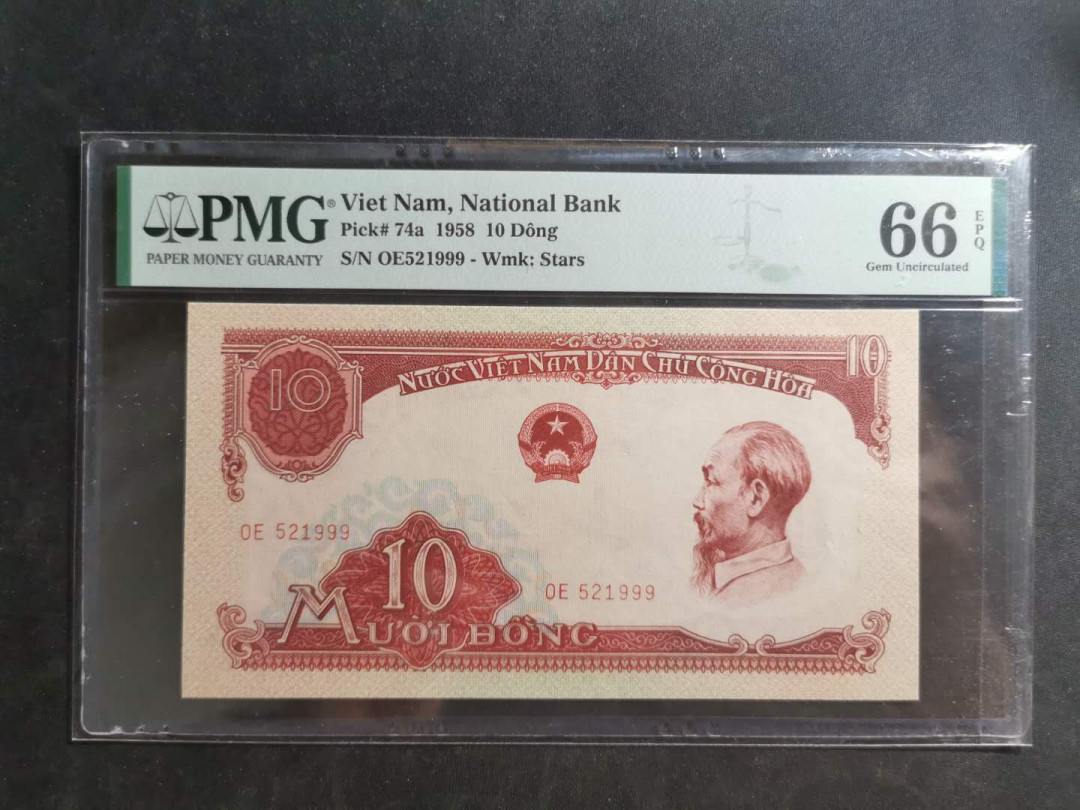 PMG®
PAPER MONEY GUARANTY
Viet Nam, National Bank
Pick# 74a 1958 10 Dông
S/N OE521999 - Wmk: Stars
66
EPQ
Gem Uncirculated
10
NƯỚC VIỆT NAM DÂN CHỦ CỘNG HÒA
10
OE 521999
10
OE 521999
MƯỜI ĐỒNG